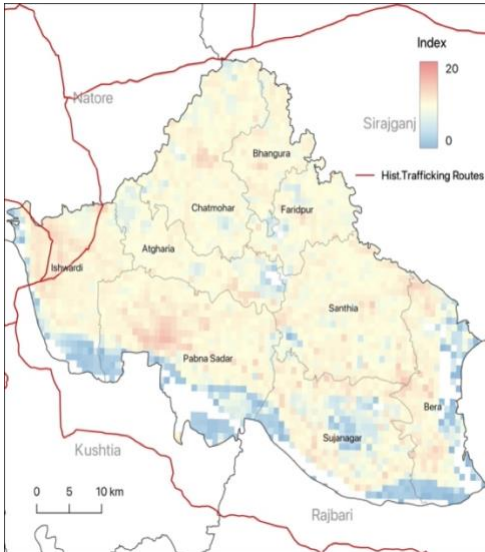 Index
20
0
Natore
Sirajganj
Hist.Trafficking Routes
Bhangura
Chatmohar
Faridpur
Atgharia
Ishwardi
Santhia
Pabna Sadar
Bera
Sujanagar
Kushtia
0 5 10 km
Rajbari